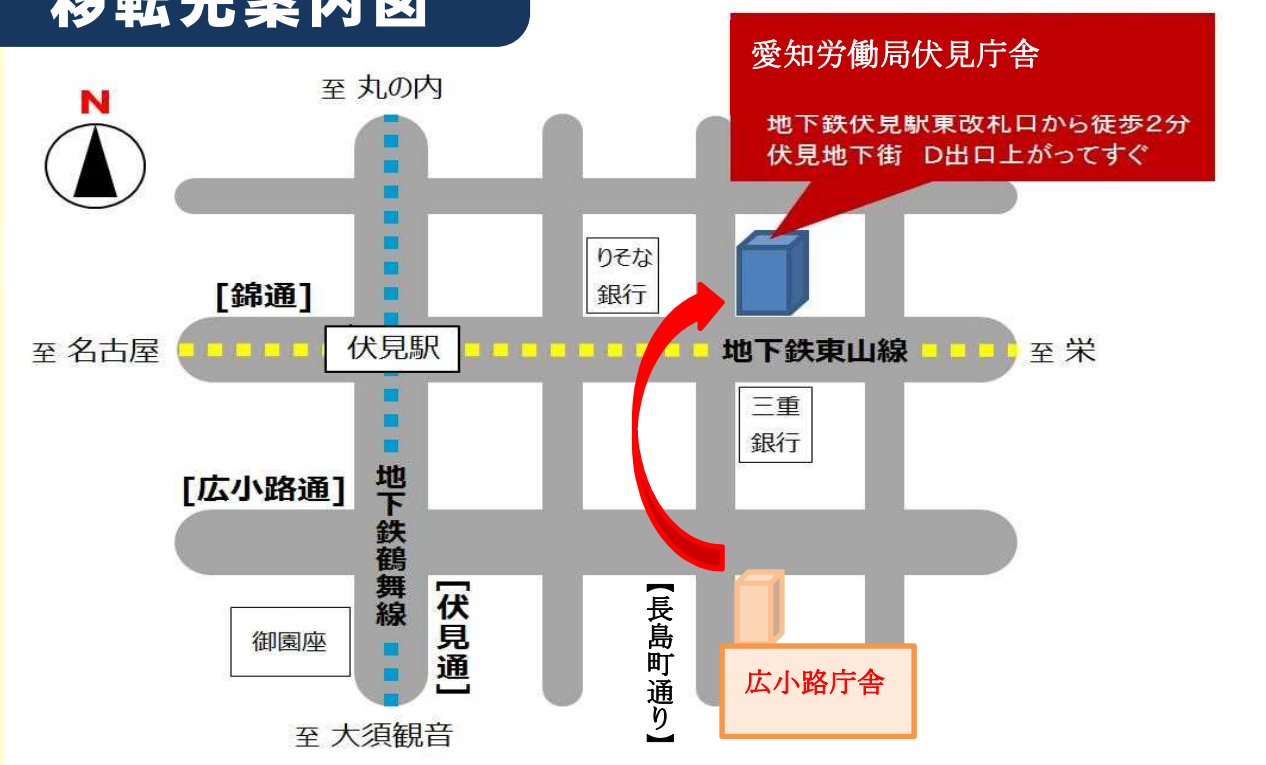 移転先案内図
愛知労働局伏見庁舎
地下鉄伏見駅東改札口から徒歩2分
伏見地下街 D出口上がってすぐ
N
至 丸の内
りそな
銀行
[錦通]
至 名古屋
伏見駅
地下鉄東山線
至 栄
三重
銀行
[広小路通]
地下鉄鶴舞線
[伏見通]
御園座
【長島町通り】
広小路庁舎
至 大須観音